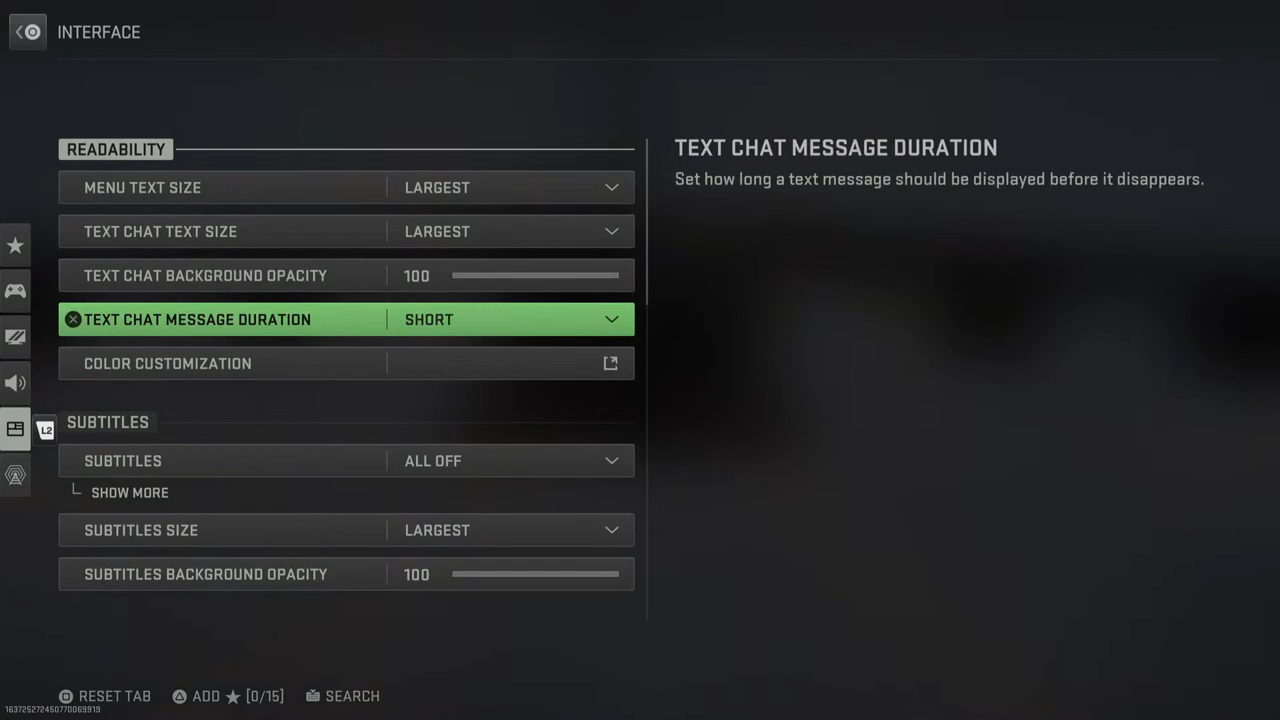 INTERFACE
READABILITY
MENU TEXT SIZE LARGEST
TEXT CHAT TEXT SIZE LARGEST
TEXT CHAT BACKGROUND OPACITY 100
TEXT CHAT MESSAGE DURATION SHORT
COLOR CUSTOMIZATION
SUBTITLES
SUBTITLES ALL OFF
SHOW MORE
SUBTITLES SIZE LARGEST
SUBTITLES BACKGROUND OPACITY 100
L2
TEXT CHAT MESSAGE DURATION
Set how long a text message should be displayed before it disappears.
RESET TAB ADD [0/15] SEARCH
163725272450770069919